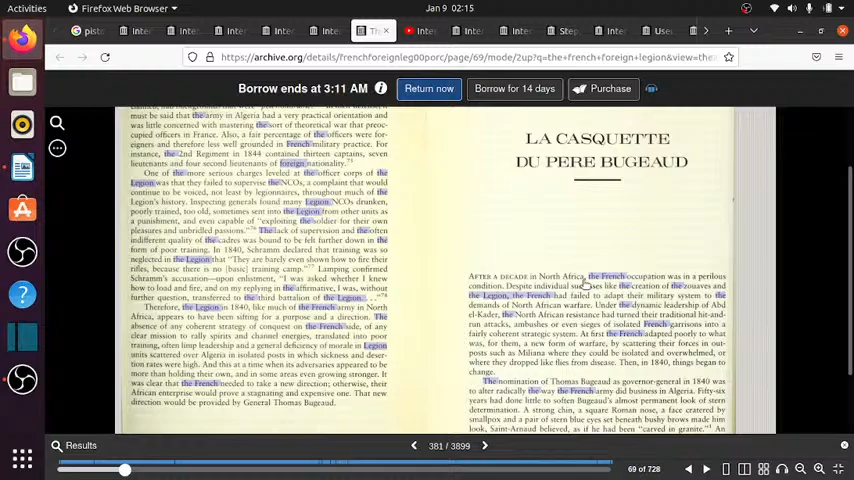 Activities
Firefox Web Browser
Jan 9 02:15
https://archive.org/details/frenchforeignleg00porc/page/69/mode/2up?q=the+french+foreign+legion&view=the
Borrow ends at 3:11 AM
Return now
Borrow for 14 days
Purchase
must be said that the army in Algeria had a very practical orientation and
was little concerned with mastering the sort of theoretical war that preoc-
cupied officers in France. Also, a fair percentage of the officers were for-
eigners and therefore less well grounded in French military practice. For
instance, the 2nd Regiment in 1844 contained thirteen captains, seven
lieutenants and four second lieutenants of foreign nationality.
One of the more serious charges leveled at the officer corps of the
Legion was that they failed to supervise the NCOs, a complaint that would
continue to be voiced, not least by legionnaires, throughout much of the
Legion's history. Inspecting generals found many Legion NCOs drunken,
poorly trained, too old, sometimes sent into the Legion from other units as
a punishment, and even capable of "exploiting the soldier for their own
pleasures and unbridled passions." The lack of supervision and the often
indifferent quality of the cadres was bound to be felt further down in the
form of poor training. In 1840, Schramm declared that training was so
neglected in the Legion that "They are barely even shown how to fire their
rifles, because there is no [basic] training camp." Lamping confirmed
Schramm's accusation—upon enlistment, "I was asked whether I knew
how to load and fire, and on my replying in the affirmative, I was, without
further question, transferred to the third battalion of the Legion. . . ."
Therefore, the Legion in 1840, like much of the French army in North
Africa, appears to have been sifting for a purpose and a direction. The
absence of any coherent strategy of conquest on the French side, of any
clear mission to rally spirits and channel energies, translated into poor
training, often limp leadership and a general deficiency of morale in Legion
units scattered over Algeria in isolated posts in which sickness and deser-
tion rates were high. And this at a time when its adversaries appeared to be
more than holding their own, and in some areas even growing stronger. It
was clear that the French needed to take a new direction; otherwise, their
African enterprise would prove a stagnating and expensive one. That new
direction would be provided by General Thomas Bugeaud.
LA CASQUETTE
DU PERE BUGEAUD
AFTER A DECADE in North Africa, the French occupation was in a perilous
condition. Despite individual successes like the creation of the zouaves and
the Legion, the French had failed to adapt their military system to the
demands of North African warfare. Under the dynamic leadership of Abd
el-Kader, the North African resistance had turned their traditional hit-and-
run attacks, ambushes or even sieges of isolated French garrisons into a
fairly coherent strategic system. At first the French adapted poorly to what
was, for them, a new form of warfare, by scattering their forces in out-
posts such as Miliana where they could be isolated and overwhelmed, or
where they dropped like flies from disease. Then, in 1840, things began to
change.
The nomination of Thomas Bugeaud as governor-general in 1840 was
to alter radically the way the French army did business in Algeria. Fifty-six
years had done little to soften Bugeaud's almost permanent look of stern
determination. A strong chin, a square Roman nose, a face cratered by
smallpox and a pair of stern blue eyes set beneath bushy brows made him
look, Saint-Arnaud believed, as if he had been "carved in granite." An
Results
381 / 3899
69 of 728